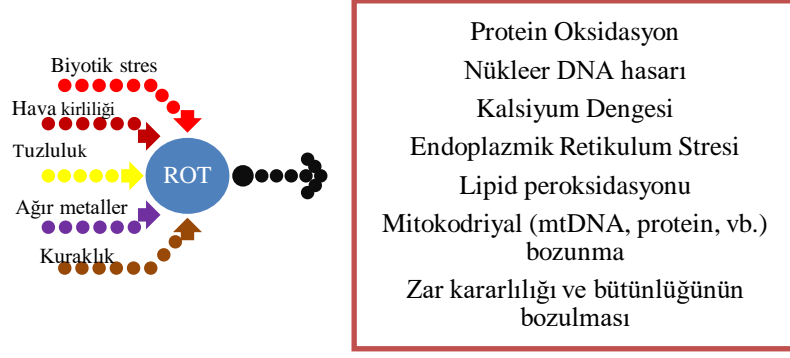 Biyotik stres
Hava kirliliği
Tuzluluk
Ağır metaller
Kuraklık
ROT
Protein Oksidasyon
Nükleer DNA hasarı
Kalsiyum Dengesi
Endoplazmik Retikulum Stresi
Lipid peroksidasyonu
Mitokodriyal (mtDNA, protein, vb.)
bozunma
Zar kararlılığı ve bütünlüğünün
bozulması